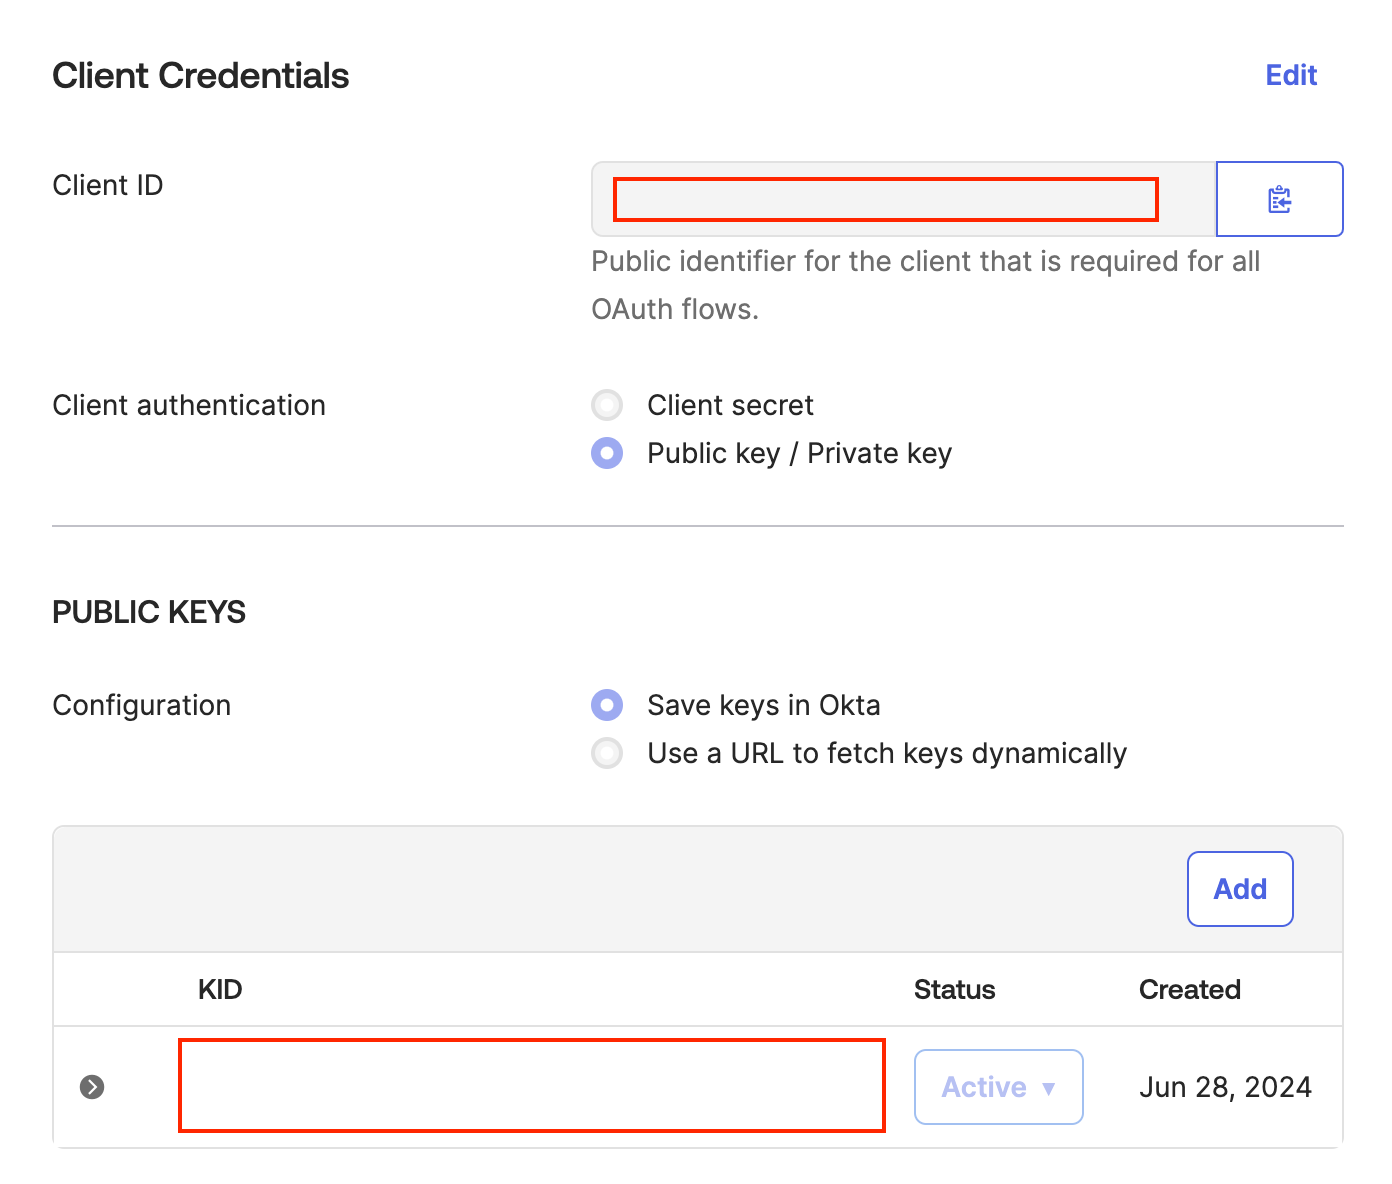 Client Credentials
Edit
Client ID
Public identifier for the client that is required for all
OAuth flows.
Client authentication
Client secret
Public key / Private key
PUBLIC KEYS
Configuration
Save keys in Okta
Use a URL to fetch keys dynamically
Add
KID Status Created
Active ▼ Jun 28, 2024